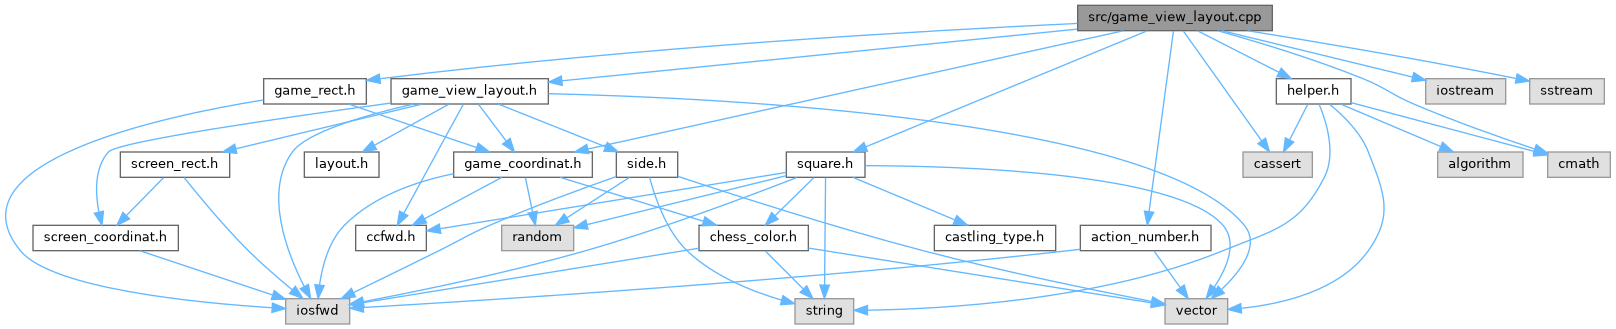 src/game_view_layout.cpp
game_rect.h
game_view_layout.h
helper.h
iostream
sstream
screen_rect.h
layout.h
game_coordinat.h
side.h
square.h
cassert
algorithm
cmath
screen_coordinat.h
ccfwd.h
random
chess_color.h
castling_type.h
action_number.h
iosfwd
string
vector